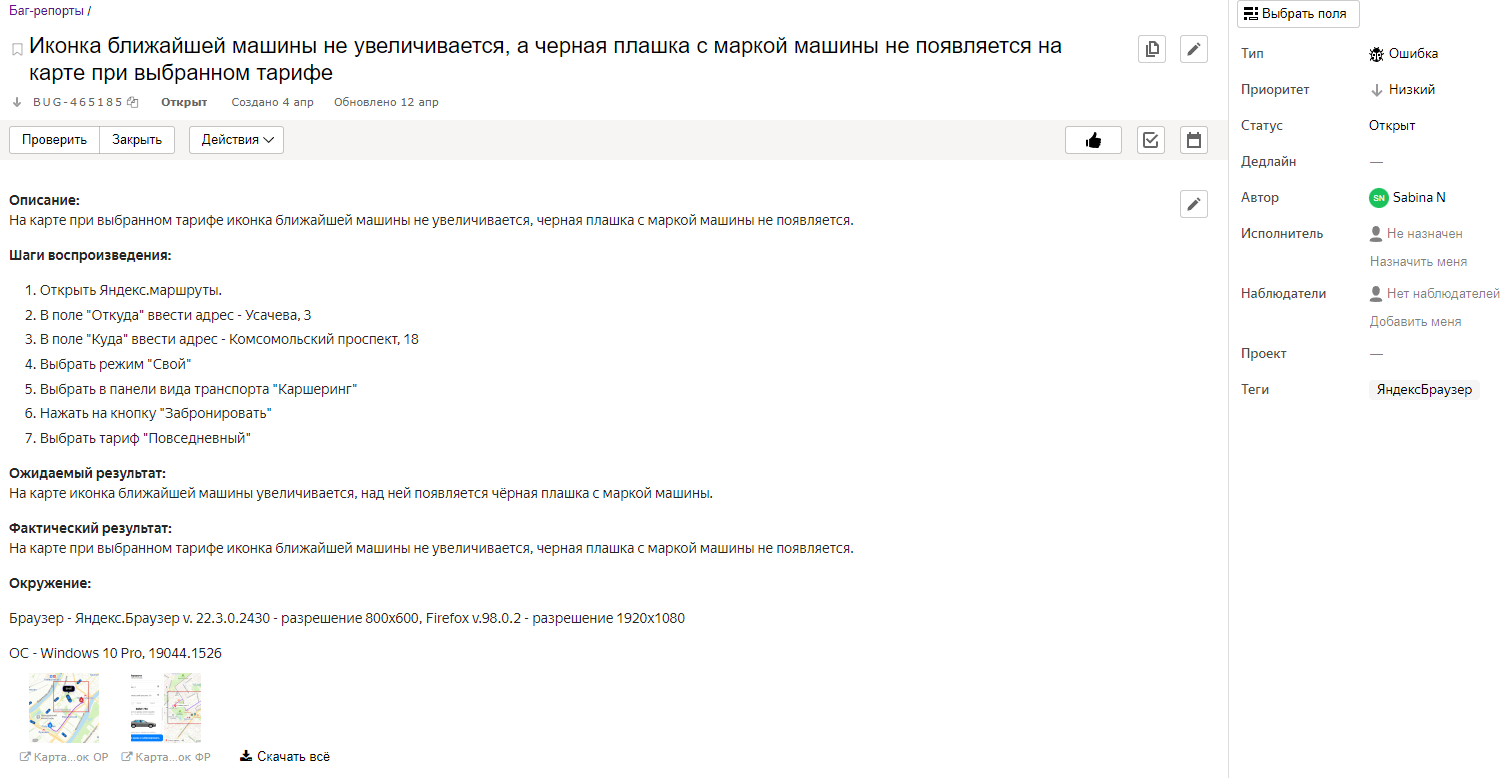 Баг-репорты /
Иконка ближайшей машины не увеличивается, а черная плашка с маркой машины не появляется на
карте при выбранном тарифе
BUG-465185 Открыт Создано 4 апр Обновлено 12 апр
Проверить Закрыть Действия
Описание:
На карте при выбранном тарифе иконка ближайшей машины не увеличивается, черная плашка с маркой машины не появляется.
Шаги воспроизведения:
1. Открыть Яндекс.маршруты.
2. В поле "Откуда" ввести адрес - Усачева, 3
3. В поле "Куда" ввести адрес - Комсомольский проспект, 18
4. Выбрать режим "Свой"
5. Выбрать в панели вида транспорта "Каршеринг"
6. Нажать на кнопку "Забронировать"
7. Выбрать тариф "Повседневный"
Ожидаемый результат:
На карте иконка ближайшей машины увеличивается, над ней появляется чёрная плашка с маркой машины.
Фактический результат:
На карте при выбранном тарифе иконка ближайшей машины не увеличивается, черная плашка с маркой машины не появляется.
Окружение:
Браузер - Яндекс.Браузер v. 22.3.0.2430 - разрешение 800x600, Firefox v.98.0.2 - разрешение 1920x1080
ОС - Windows 10 Pro, 19044.1526
Карта...ок ОР Карта...ок ФР Скачать всё
Выбрать поля
Тип Ошибка
Приоритет Низкий
Статус Открыт
Дедлайн —
Автор SN Sabina N
Исполнитель Не назначен
Назначить меня
Наблюдатели Нет наблюдателей
Добавить меня
Проект —
Теги ЯндексБраузер